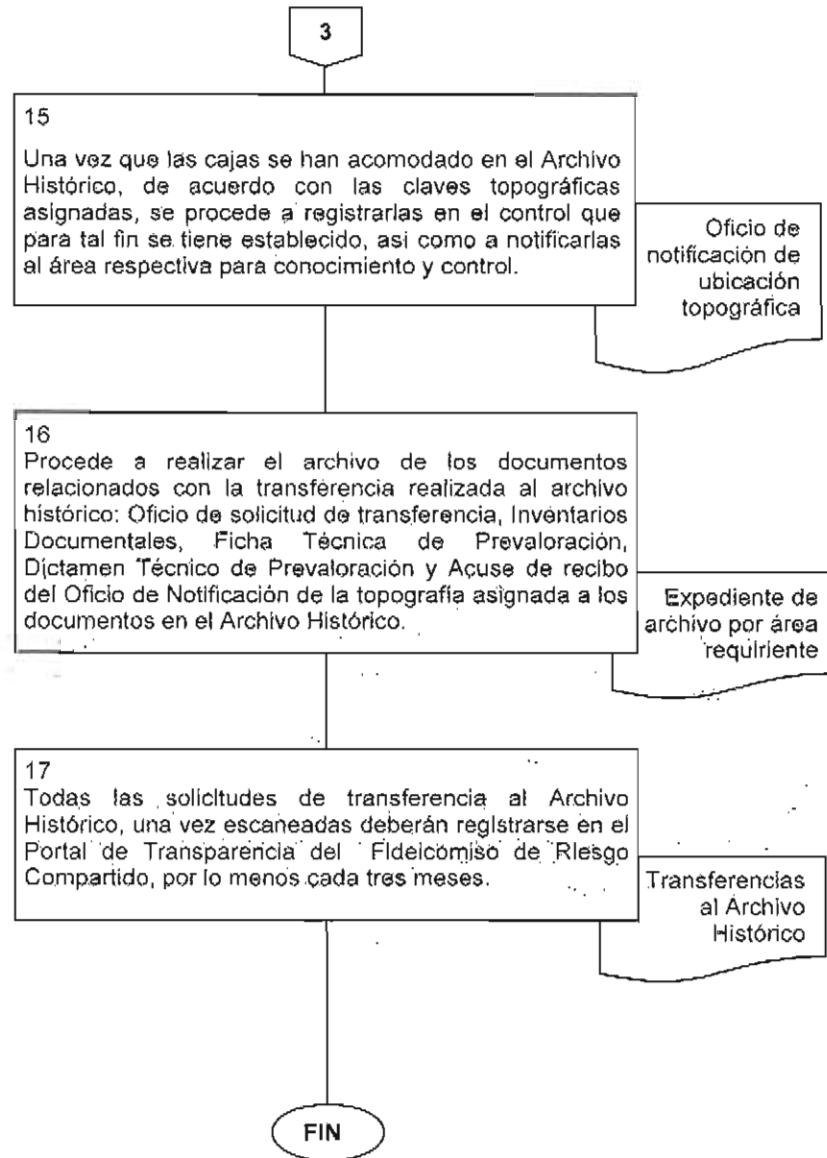 3
15
Una vez que las cajas se han acomodado en el Archivo
Histórico, de acuerdo con las claves topográficas
asignadas, se procede a registrarlas en el control que
para tal fin se tiene establecido, asi como a notificarlas
al área respectiva para conocimiento y control.
Oficio de
notificación de
ubicación
topográfica
16
Procede a realizar el archivo de los documentos
relacionados con la transferencia realizada al archivo
histórico: Oficio de solicitud de transferencia, Inventarios
Documentales, Ficha Técnica de Prevaloración,
Dictamen Técnico de Prevaloración y Acuse de recibo
del Oficio de Notificación de la topografía asignada a los
documentos en el Archivo Histórico.
Expediente de
archivo por área
requiriente
17
Todas las solicitudes de transferencia al Archivo
Histórico, una vez escaneadas deberán registrarse en el
Portal de Transparencia del Fideicomiso de Riesgo
Compartido, por lo menos cada tres meses.
Transferencias
al Archivo
Histórico
FIN